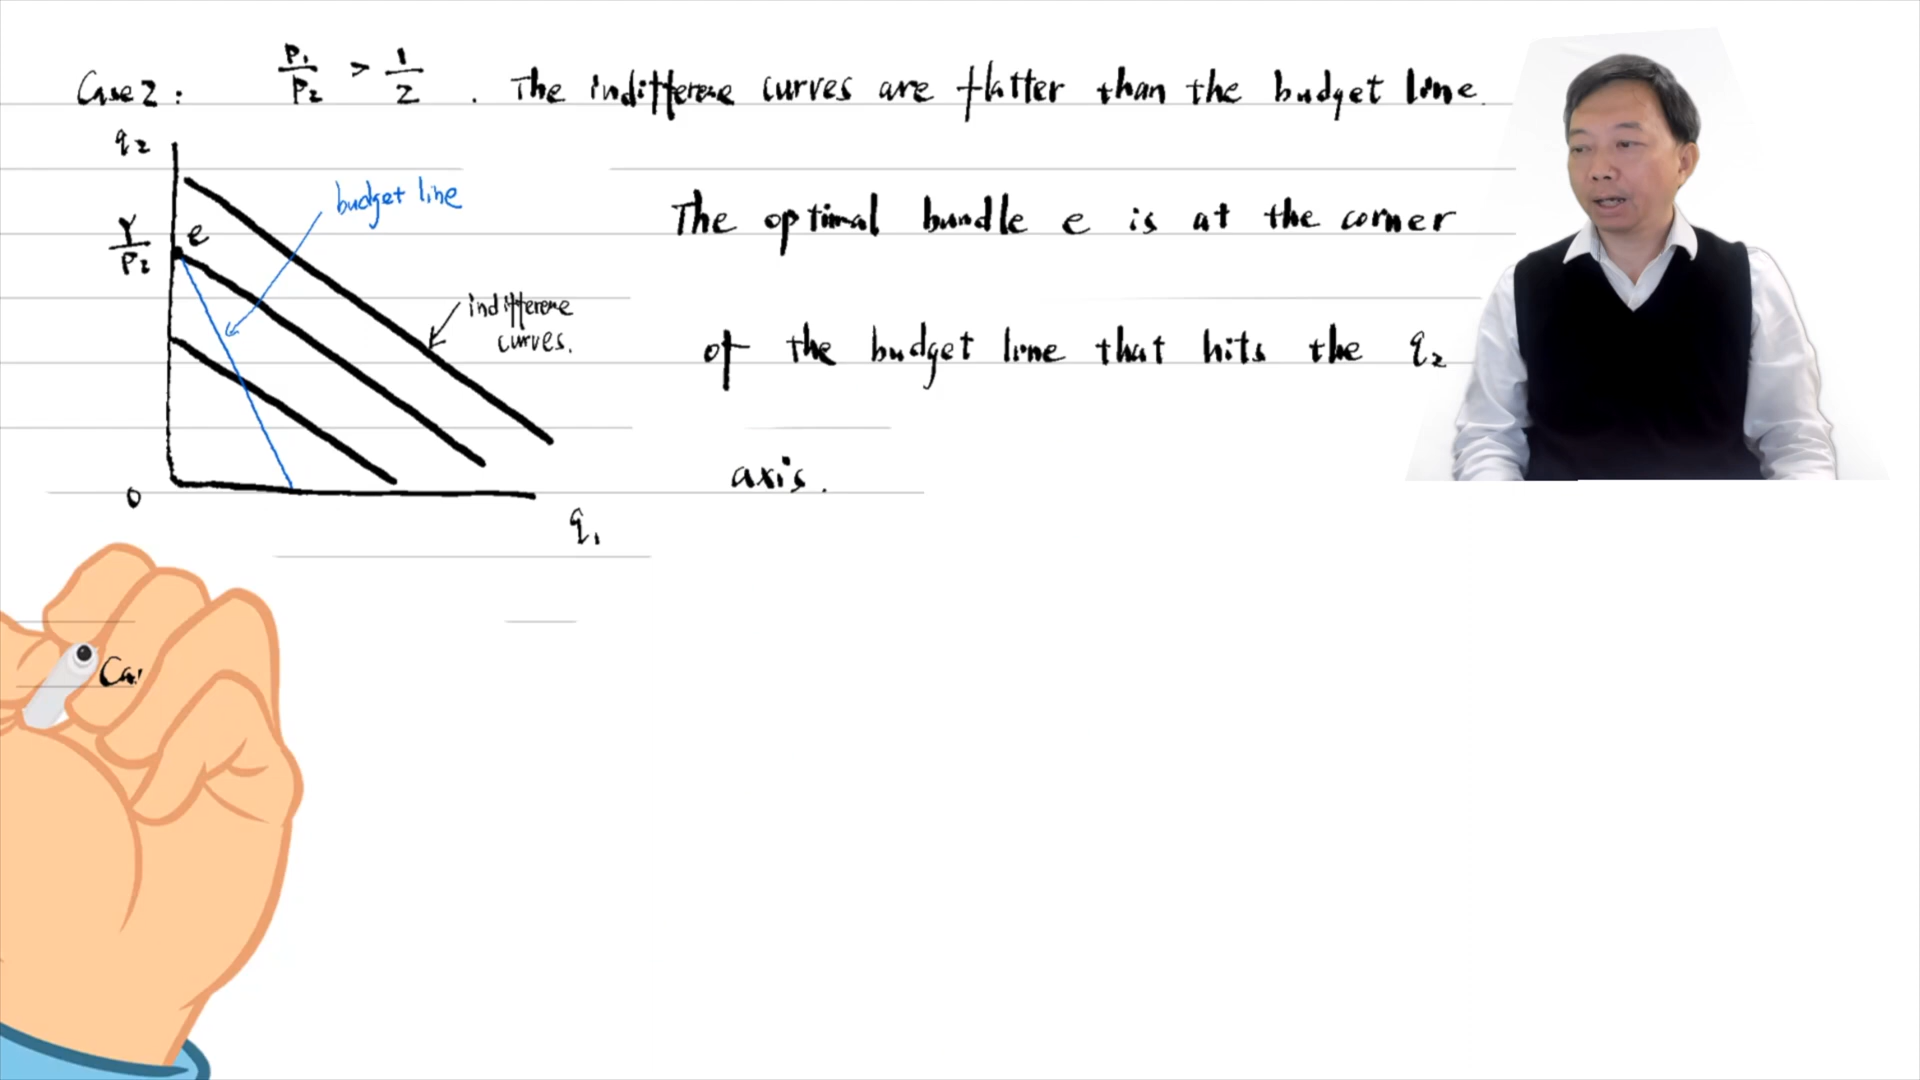 Case 2 : P1/P2 > 1/2 . The indifference curves are flatter than the budget line.
q2
budget line
Y/P2
e
The optimal bundle e is at the corner
indifference
curves.
of the budget line that hits the q2
axis.
0
q1